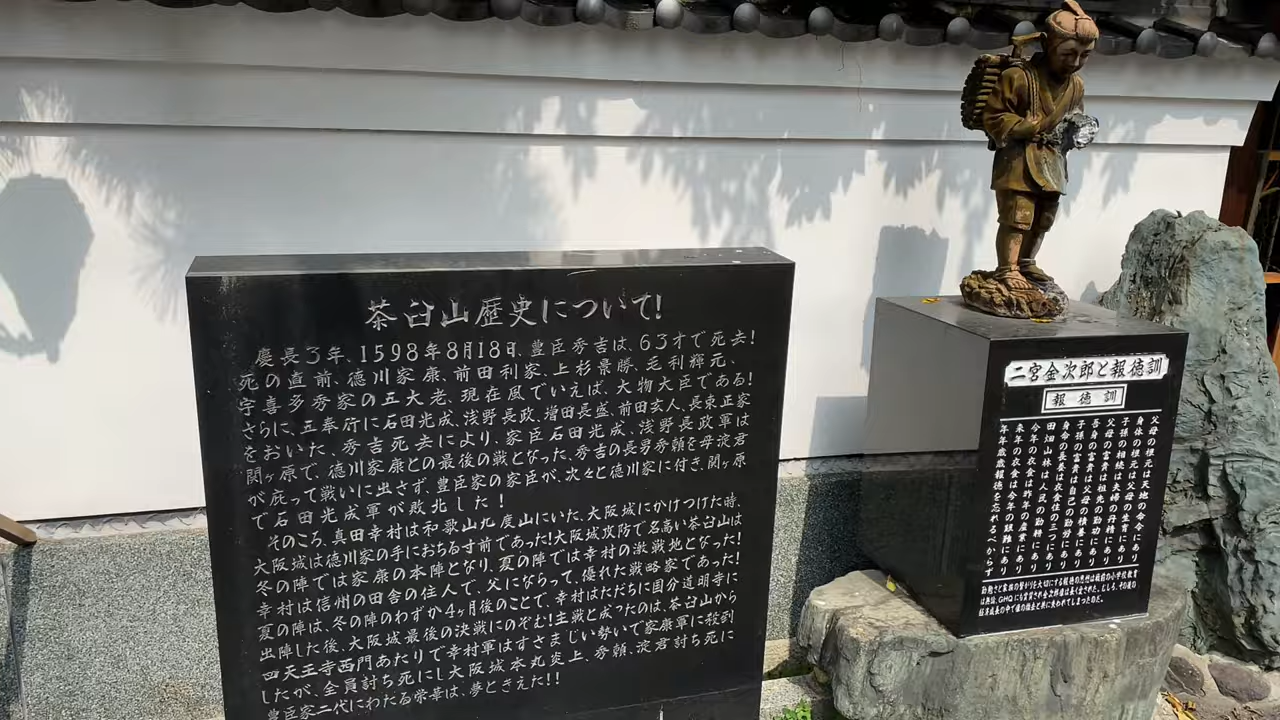 茶臼山歴史について!
慶長3年、1598年8月18日、豊臣秀吉は、63才で死去!
死の直前、徳川家康、前田利家、上杉景勝、毛利輝元、
宇喜多秀家の五大老、現在風でいえば、大物大臣である!
さらに、五奉行に石田光成、浅野長政、増田長盛、前田玄人、長束正家
をおいた、秀吉死去により、家臣石田光成、浅野長政軍は
関ヶ原で、徳川家康との最後の戦となった、秀吉の長男秀頼を母淀君
が庇って戦いに出さず、豊臣家の家臣が、次々と徳川家に付き、関ヶ原
で石田光成軍が敗北した!
そのころ、真田幸村は和歌山九度山にいた、大阪城にかけつけた時、
大阪城は徳川家の手におちる寸前であった!大阪城攻防で名高い茶臼山は
冬の陣では家康の本陣となり、夏の陣では幸村の激戦地となった!
幸村は信州の田舎の住人で、父にならって、優れた戦略家であった!
夏の陣は、冬の陣のわずか4ヶ月後のことで、幸村はただちに国分道明寺に
出陣した後、大阪城最後の決戦にのぞむ!主戦と成ったのは、茶臼山から
四天王寺西門あたりで幸村軍はすさまじい勢いで家康軍に殺到
したが、全員討ち死にし大阪城本丸炎上、秀頼、淀君討ち死に
豊臣家二代にわたる栄華は、夢ときえた!!
二宮金次郎と報徳訓
報徳訓
父母の根元は天地の令命にあり
身体の根元は父母の生育にあり
子孫の相続は夫婦の丹精にあり
父母の富貴は祖先の勤功にあり
吾身の富貴は父母の積善にあり
子孫の富貴は自己の勤労にあり
身命の長養は衣食住の三つにあり
田畑山林は人民の勤耕にあり
今年の衣食は昨年の産業にあり
来年の衣食は今年の艱難にあり
年年歳歳報徳を忘れるべからず
勤勉さと家族の繋がりを大切にする報徳の思想は戦前の小学校教育